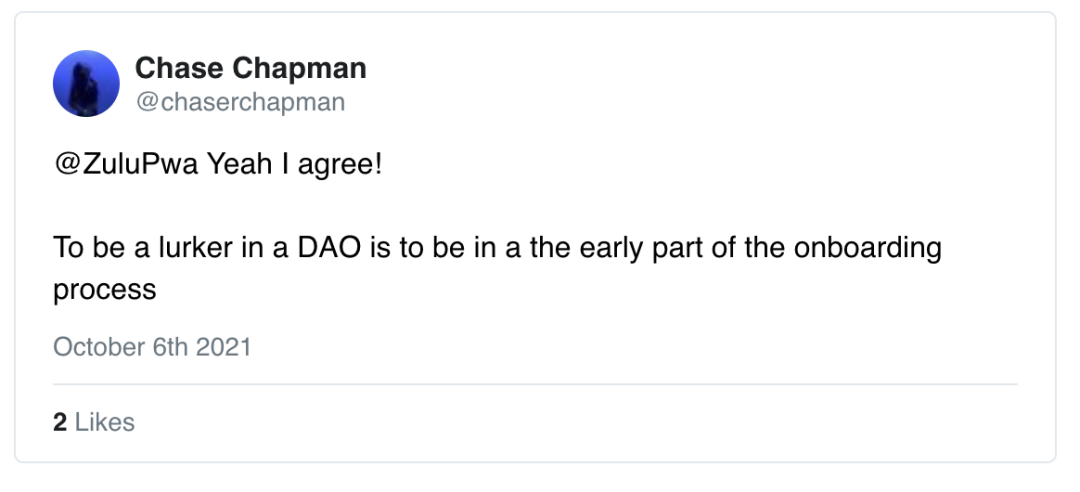 Chase Chapman
@chaserchapman
@ZuluPwa Yeah I agree!
To be a lurker in a DAO is to be in a the early part of the onboarding
process
October 6th 2021
2 Likes